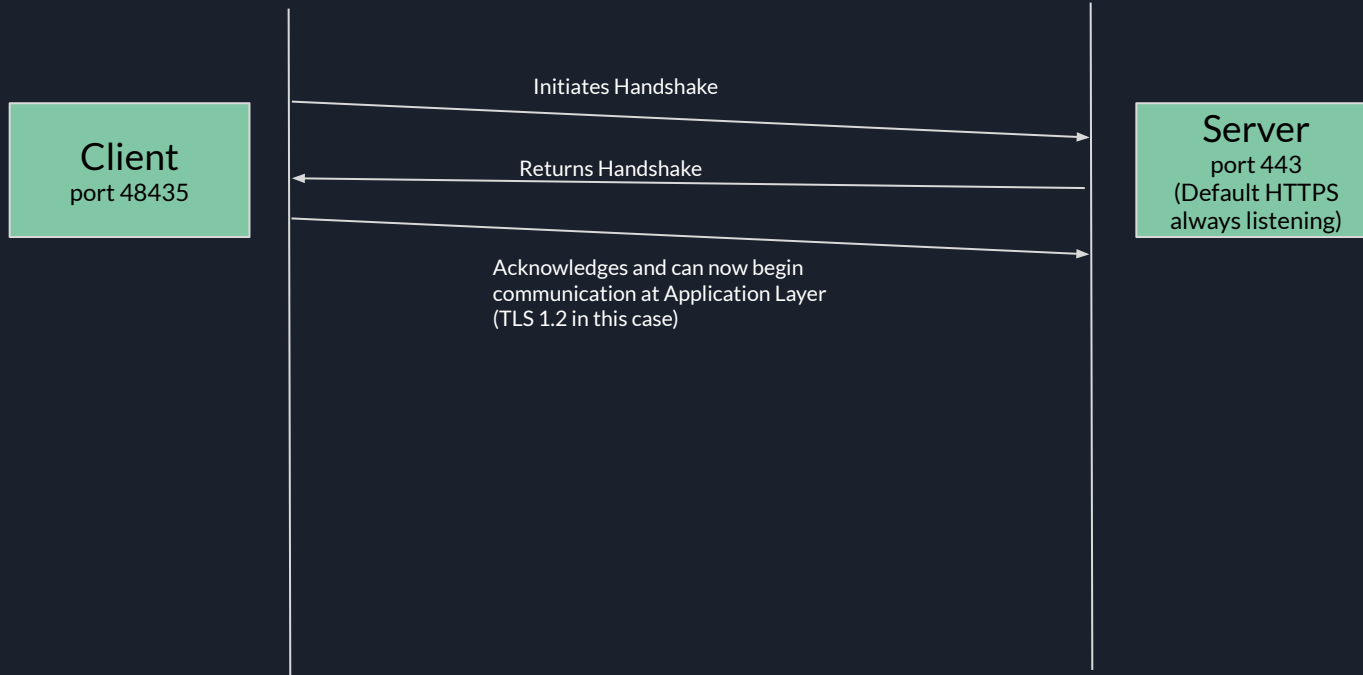 Initiates Handshake
Client
port 48435
Server
port 443
(Default HTTPS
always listening)
Returns Handshake
Acknowledges and can now begin
communication at Application Layer
(TLS 1.2 in this case)